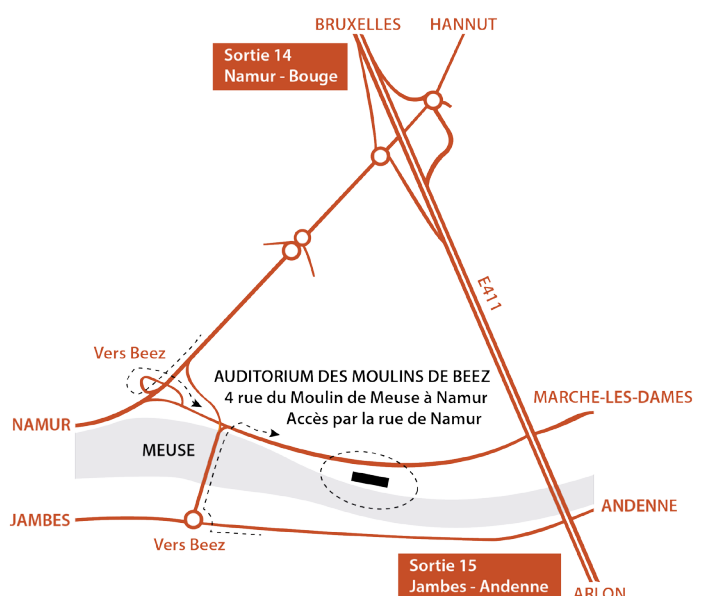 BRUXELLES
HANNUT
Sortie 14
Namur - Bouge
E411
Vers Beez
AUDITORIUM DES MOULINS DE BEEZ
4 rue du Moulin de Meuse à Namur
Accès par la rue de Namur
MARCHE-LES-DAMES
NAMUR
MEUSE
ANDENNE
JAMBES
Vers Beez
Sortie 15
Jambes - Andenne
ARLON